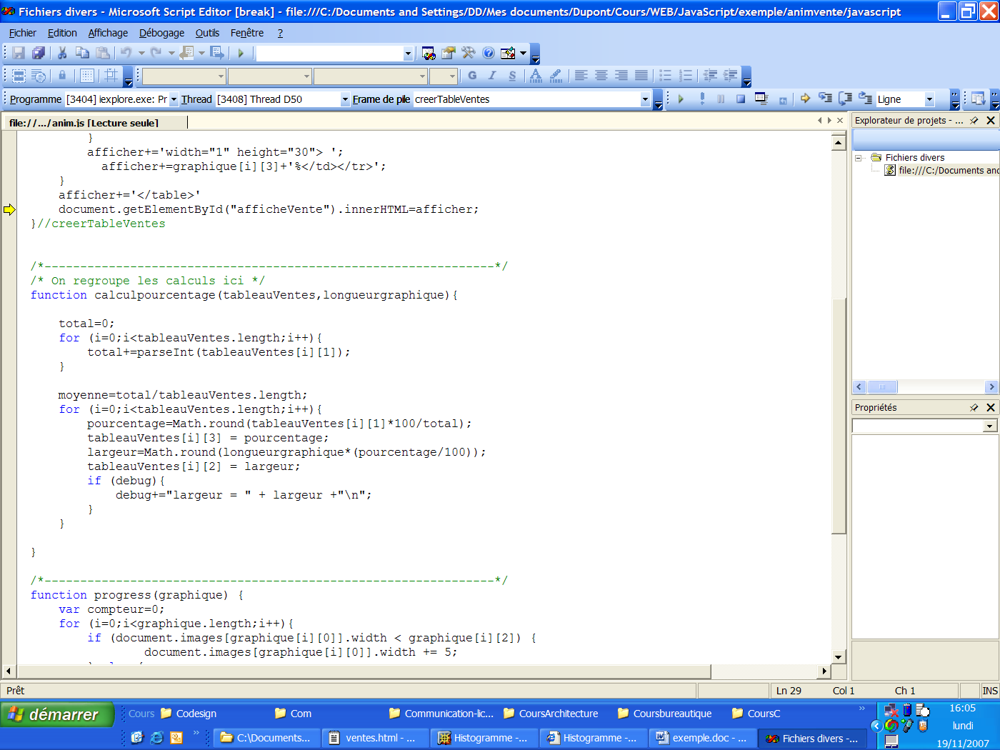 Fichiers divers - Microsoft Script Editor [break] - file:///C:/Documents and Settings/DD/Mes documents/Dupont/Cours/WEB/JavaScript/exemple/animvente/javascript
Fichier Edition Affichage Débogage Outils Fenêtre ?
G I S
Programme [3404] iexplore.exe: Pr Thread [3408] Thread D50 Frame de pile creerTableVentes Ligne
file://.../anim.js [Lecture seule]
Explorateur de projets - ...
Fichiers divers
file:///C:/Documents and
}
afficher+='width="1" height="30"> ';
afficher+=graphique[i][3]+'%</td></tr>';
}
afficher+='</table>'
document.getElementById("afficheVente").innerHTML=afficher;
}//creerTableVentes
/*---------------------------------------------------------------*/
/* On regroupe les calculs ici */
function calculpourcentage(tableauVentes,longueurgraphique){
total=0;
for (i=0;i<tableauVentes.length;i++){
total+=parseInt(tableauVentes[i][1]);
}
moyenne=total/tableauVentes.length;
for (i=0;i<tableauVentes.length;i++){
pourcentage=Math.round(tableauVentes[i][1]*100/total);
tableauVentes[i][3] = pourcentage;
largeur=Math.round(longueurgraphique*(pourcentage/100));
tableauVentes[i][2] = largeur;
if (debug){
debug+="largeur = " + largeur +"\n";
}
}
}
/*---------------------------------------------------------------*/
function progress(graphique) {
var compteur=0;
for (i=0;i<graphique.length;i++){
if (document.images[graphique[i][0]].width < graphique[i][2]) {
document.images[graphique[i][0]].width += 5;
Propriétés
Prêt Ln 29 Col 1 Ch 1 INS
démarrer Cours Codesign Com Communication-lic... CoursArchitecture Coursbureautique CoursC » 16:05
lundi
» C:\Documents... ventes.html - ... Histogramme -... Histogramme -... exemple.doc - ... Fichiers divers -... 19/11/2007